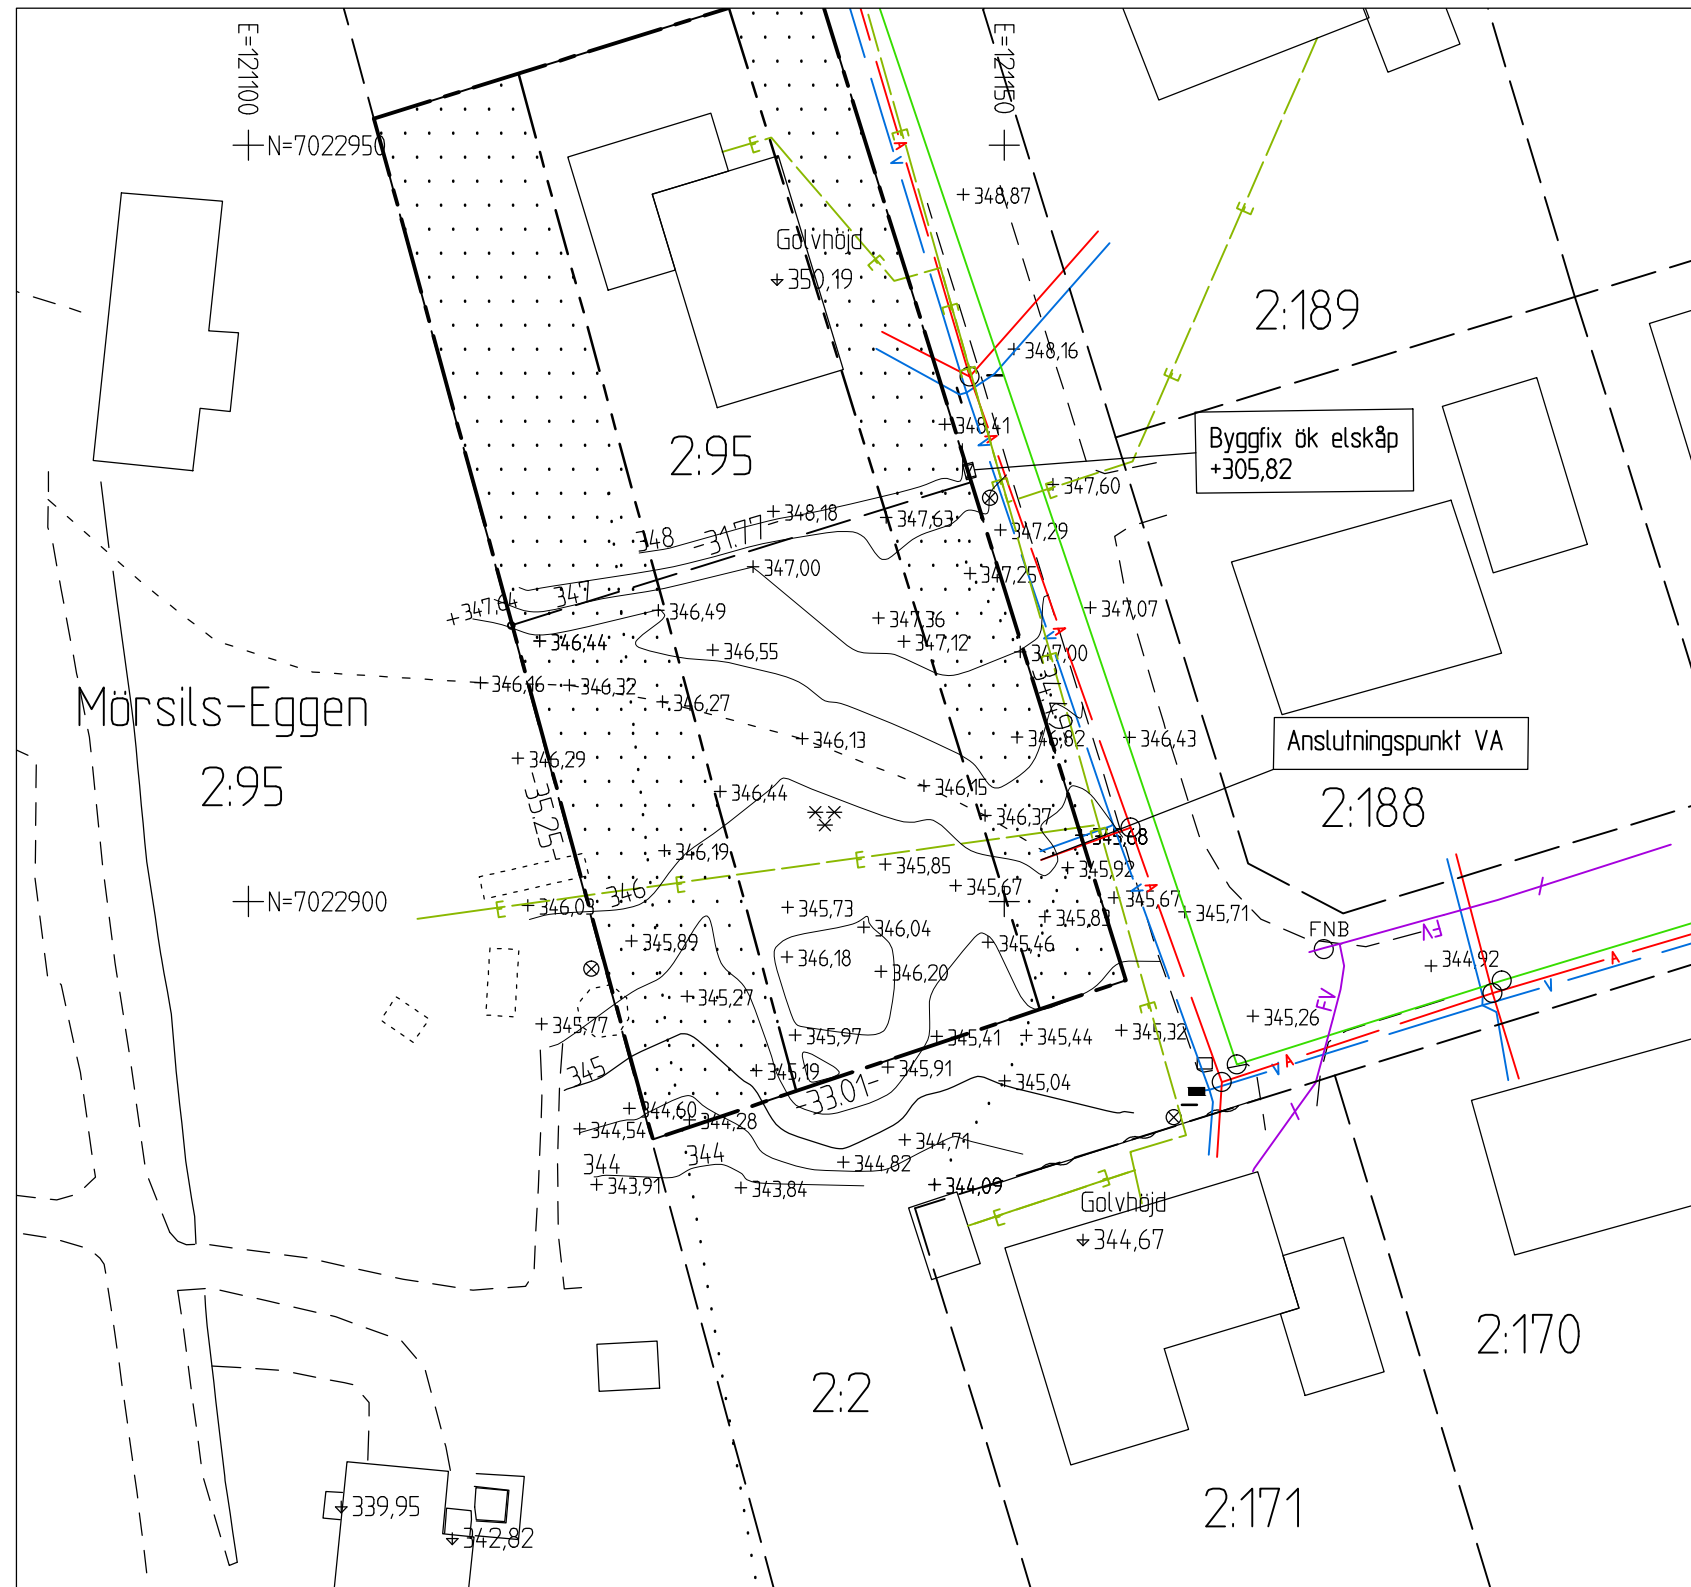 E=121100
E=121150
N=7022950
+348,87
Golvhöjd
350,19
2:189
+348,16
+348,41
2:95
Byggfix ök elskåp
+305,82
+347,60
348
-31.77-
+348,18
+347,63
+347,29
+347,00
+347,25
347
+347,64
+346,49
+347,36
+347,07
+346,44
+346,55
+347,12
+347,00
+346,16
+346,32
+346,27
34.49
Mörsils-Eggen
2:95
+346,13
+346,82
+346,43
Anslutningspunkt VA
+346,29
-35.25-
+346,44
+346,15
+346,37
2:188
+345,68
+346,19
+345,85
+345,92
N=7022900
346
+346,03
+345,73
+345,67
+345,67
+345,71
+345,83
+346,04
FNB
+345,89
+345,46
+346,18
+346,20
+344,92
+345,27
+345,77
+345,97
+345,41
+345,44
+345,32
+345,26
345
+345,19
+345,91
+345,04
-33.01-
+344,60
+344,54
+344,28
+344,71
344
344
+344,82
+343,91
+343,84
+344,09
Golvhöjd
344,67
2:170
2:2
2:171
339,95
342,82
E
E
E
E
E
E
E
E
E
E
E
E
E
A
A
A
A
A
A
V
V
V
V
V
V
FV
FV